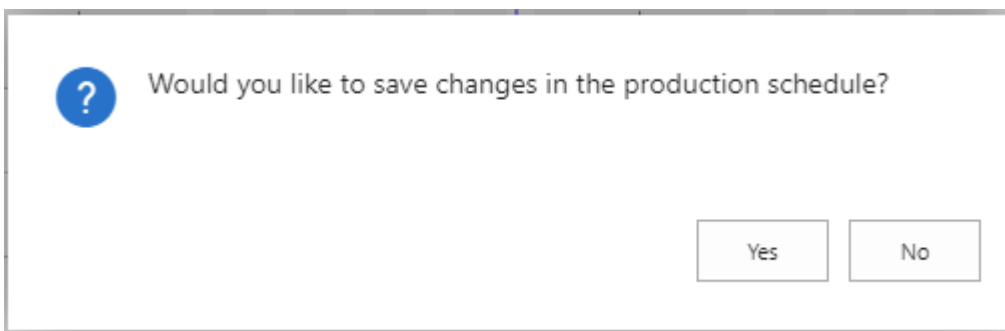 Would you like to save changes in the production schedule?
Yes
No